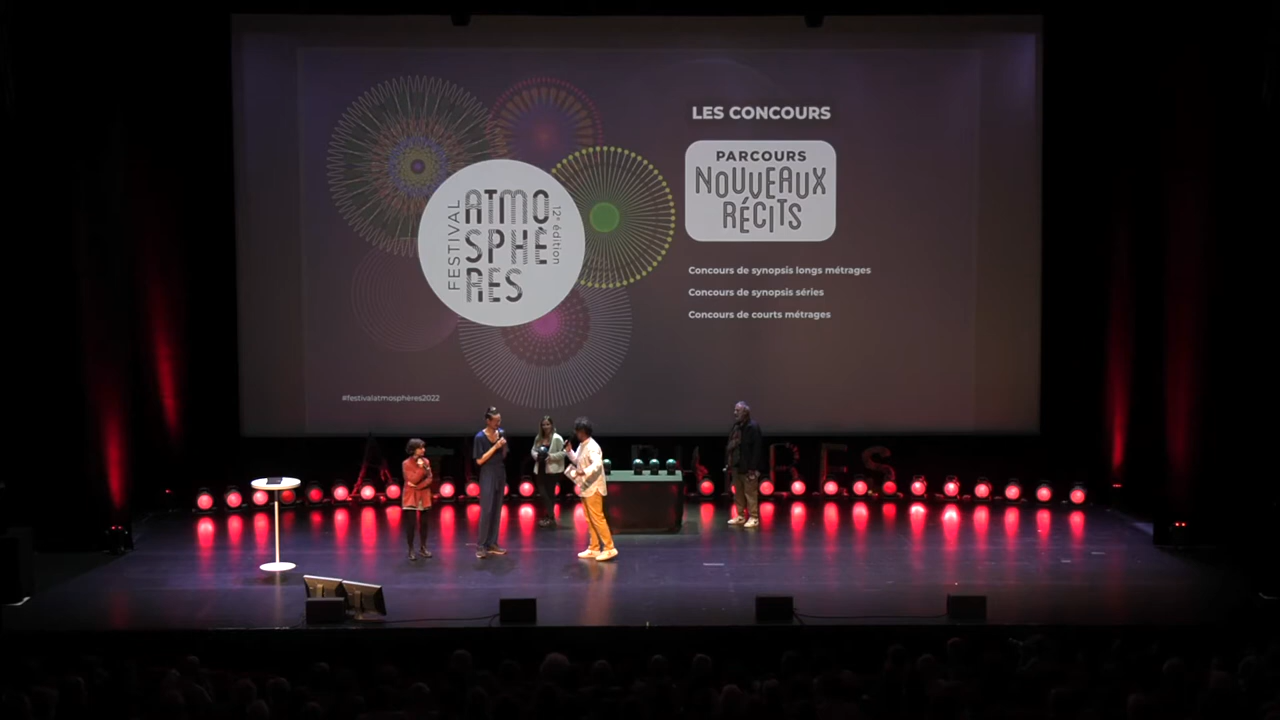 LES CONCOURS
PARCOURS
NOUVEAUX
RÉCITS
FESTIVAL
ATMO
SPHÈ
RES
12e édition
Concours de synopsis longs métrages
Concours de synopsis séries
Concours de courts métrages
#festivalatmosphères2022